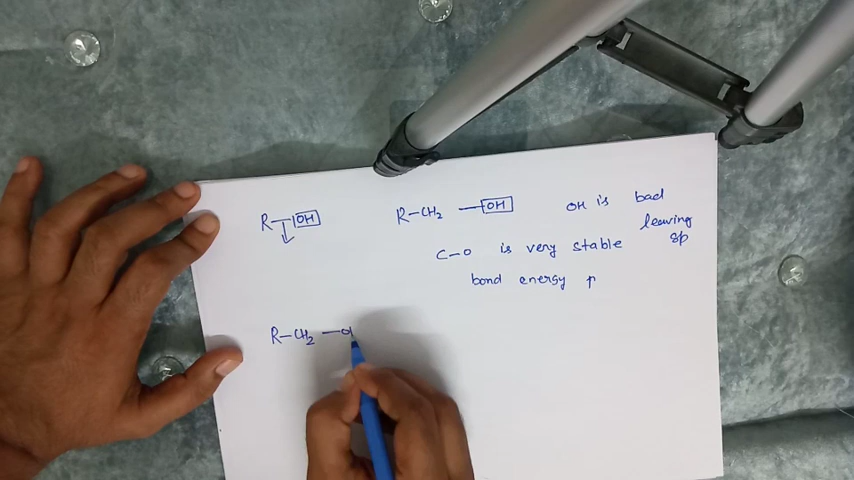 R-OH
R-CH2 -OH OH is bad
leaving
gp
C-O is very stable
bond energy ↑
R-CH2 -O